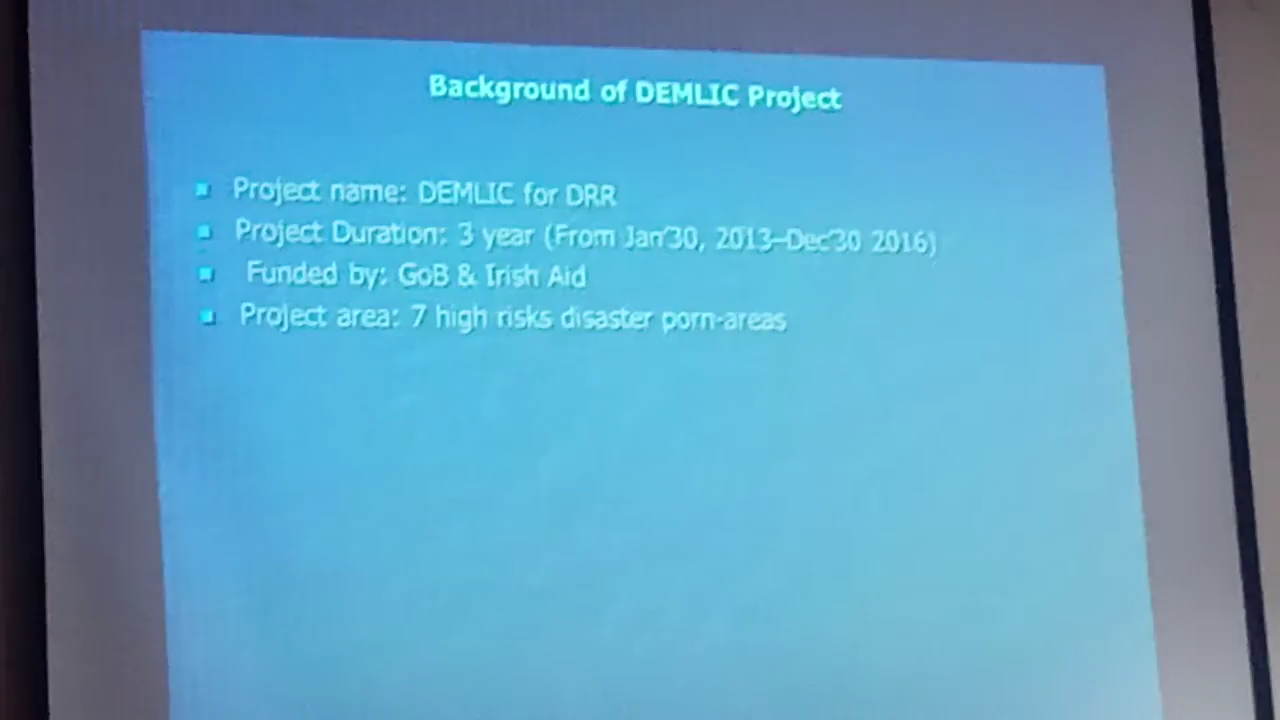 Background of DEMLIC Project
Project name: DEMLIC for DRR
Project Duration: 3 year (From Jan'30, 2013–Dec'30 2016)
Funded by: GoB & Irish Aid
Project area: 7 high risks disaster porn-areas